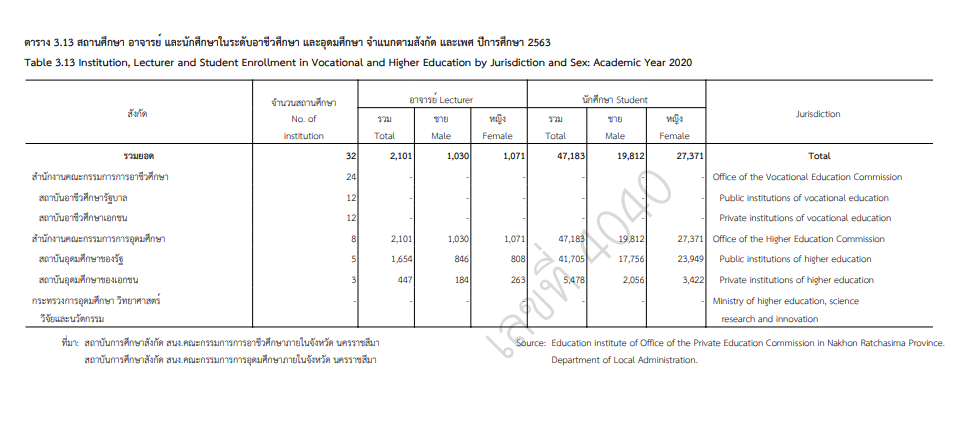 ตาราง 3.13 สถานศึกษา อาจารย์ และนักศึกษาในระดับอาชีวศึกษา และอุดมศึกษา จำแนกตามสังกัด และเพศ ปีการศึกษา 2563
Table 3.13 Institution, Lecturer and Student Enrollment in Vocational and Higher Education by Jurisdiction and Sex: Academic Year 2020
สังกัด จำนวนสถานศึกษา อาจารย์ Lecturer นักศึกษา Student Jurisdiction
No. of รวม ชาย หญิง รวม ชาย หญิง
institution Total Male Female Total Male Female
รวมยอด 32 2,101 1,030 1,071 47,183 19,812 27,371 Total
สำนักงานคณะกรรมการการอาชีวศึกษา 24 - - - - - - Office of the Vocational Education Commission
สถาบันอาชีวศึกษารัฐบาล 12 - - - - - - Public institutions of vocational education
สถาบันอาชีวศึกษาเอกชน 12 - - - - - - Private institutions of vocational education
สำนักงานคณะกรรมการการอุดมศึกษา 8 2,101 1,030 1,071 47,183 19,812 27,371 Office of the Higher Education Commission
สถาบันอุดมศึกษาของรัฐ 5 1,654 846 808 41,705 17,756 23,949 Public institutions of higher education
สถาบันอุดมศึกษาของเอกชน 3 447 184 263 5,478 2,056 3,422 Private institutions of higher education
กระทรวงการอุดมศึกษา วิทยาศาสตร์ - - - - - - - Ministry of higher education, science
วิจัยและนวัตกรรม research and innovation
ที่มา: สถาบันการศึกษาสังกัด สนง.คณะกรรมการการอาชีวศึกษาภายในจังหวัด นครราชสีมา Source: Education institute of Office of the Private Education Commission in Nakhon Ratchasima Province.
สถาบันการศึกษาสังกัด สนง.คณะกรรมการการอุดมศึกษาภายในจังหวัด นครราชสีมา Department of Local Administration.
เลขที่ 4040